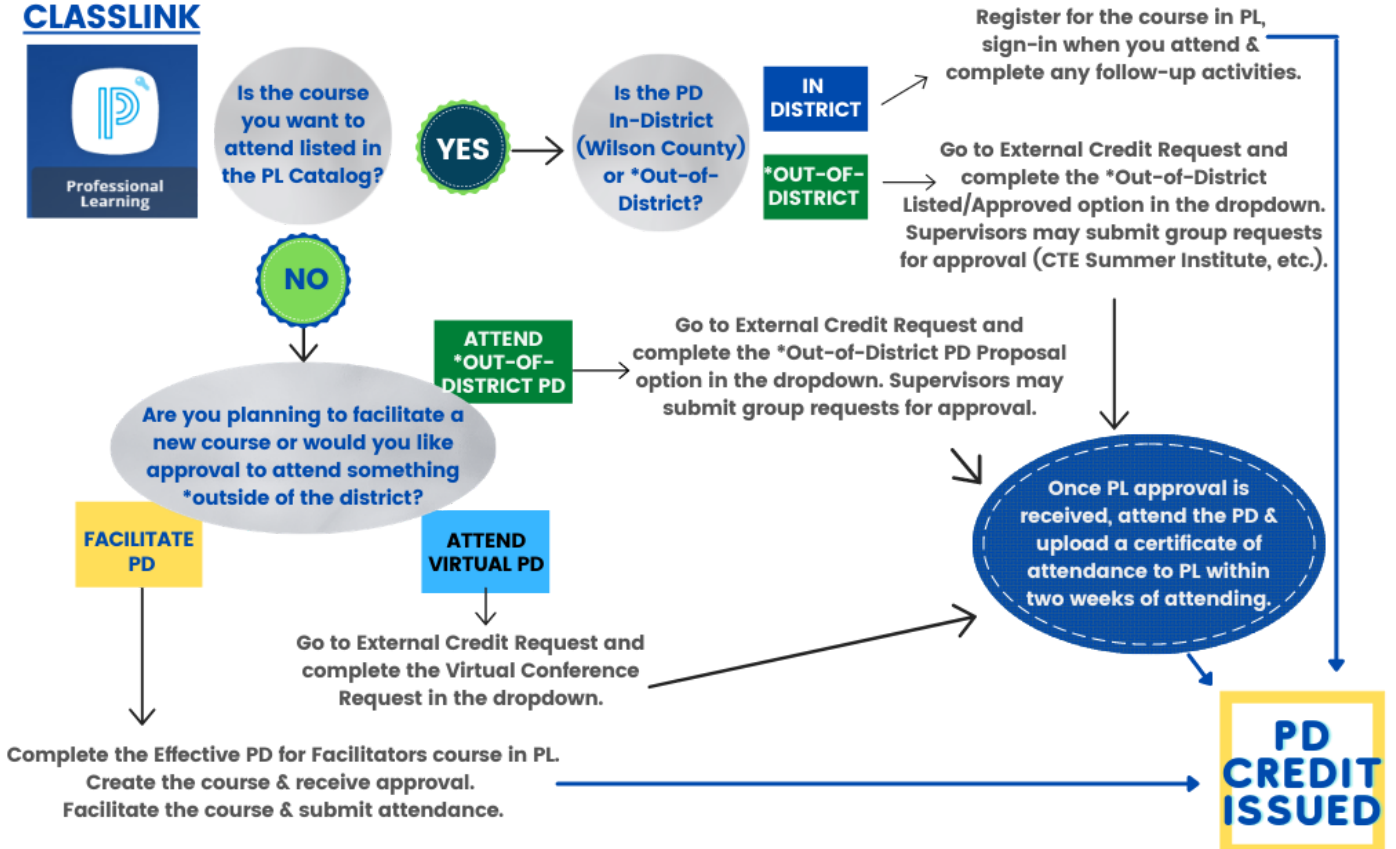 CLASSLINK
Professional
Learning
Is the course
you want to
attend listed in
the PL Catalog?
YES
Is the PD
In-District
(Wilson County)
or *Out-of-
District?
IN
DISTRICT
Register for the course in PL,
sign-in when you attend &
complete any follow-up activities.
*OUT-OF-
DISTRICT
Go to External Credit Request and
complete the *Out-of-District
Listed/Approved option in the dropdown.
Supervisors may submit group requests
for approval (CTE Summer Institute, etc.).
NO
Are you planning to facilitate a
new course or would you like
approval to attend something
*outside of the district?
ATTEND
*OUT-OF-
DISTRICT PD
Go to External Credit Request and
complete the *Out-of-District PD Proposal
option in the dropdown. Supervisors may
submit group requests for approval.
FACILITATE
PD
ATTEND
VIRTUAL PD
Go to External Credit Request and
complete the Virtual Conference
Request in the dropdown.
Once PL approval is
received, attend the PD &
upload a certificate of
attendance to PL within
two weeks of attending.
Complete the Effective PD for Facilitators course in PL.
Create the course & receive approval.
Facilitate the course & submit attendance.
PD
CREDIT
ISSUED